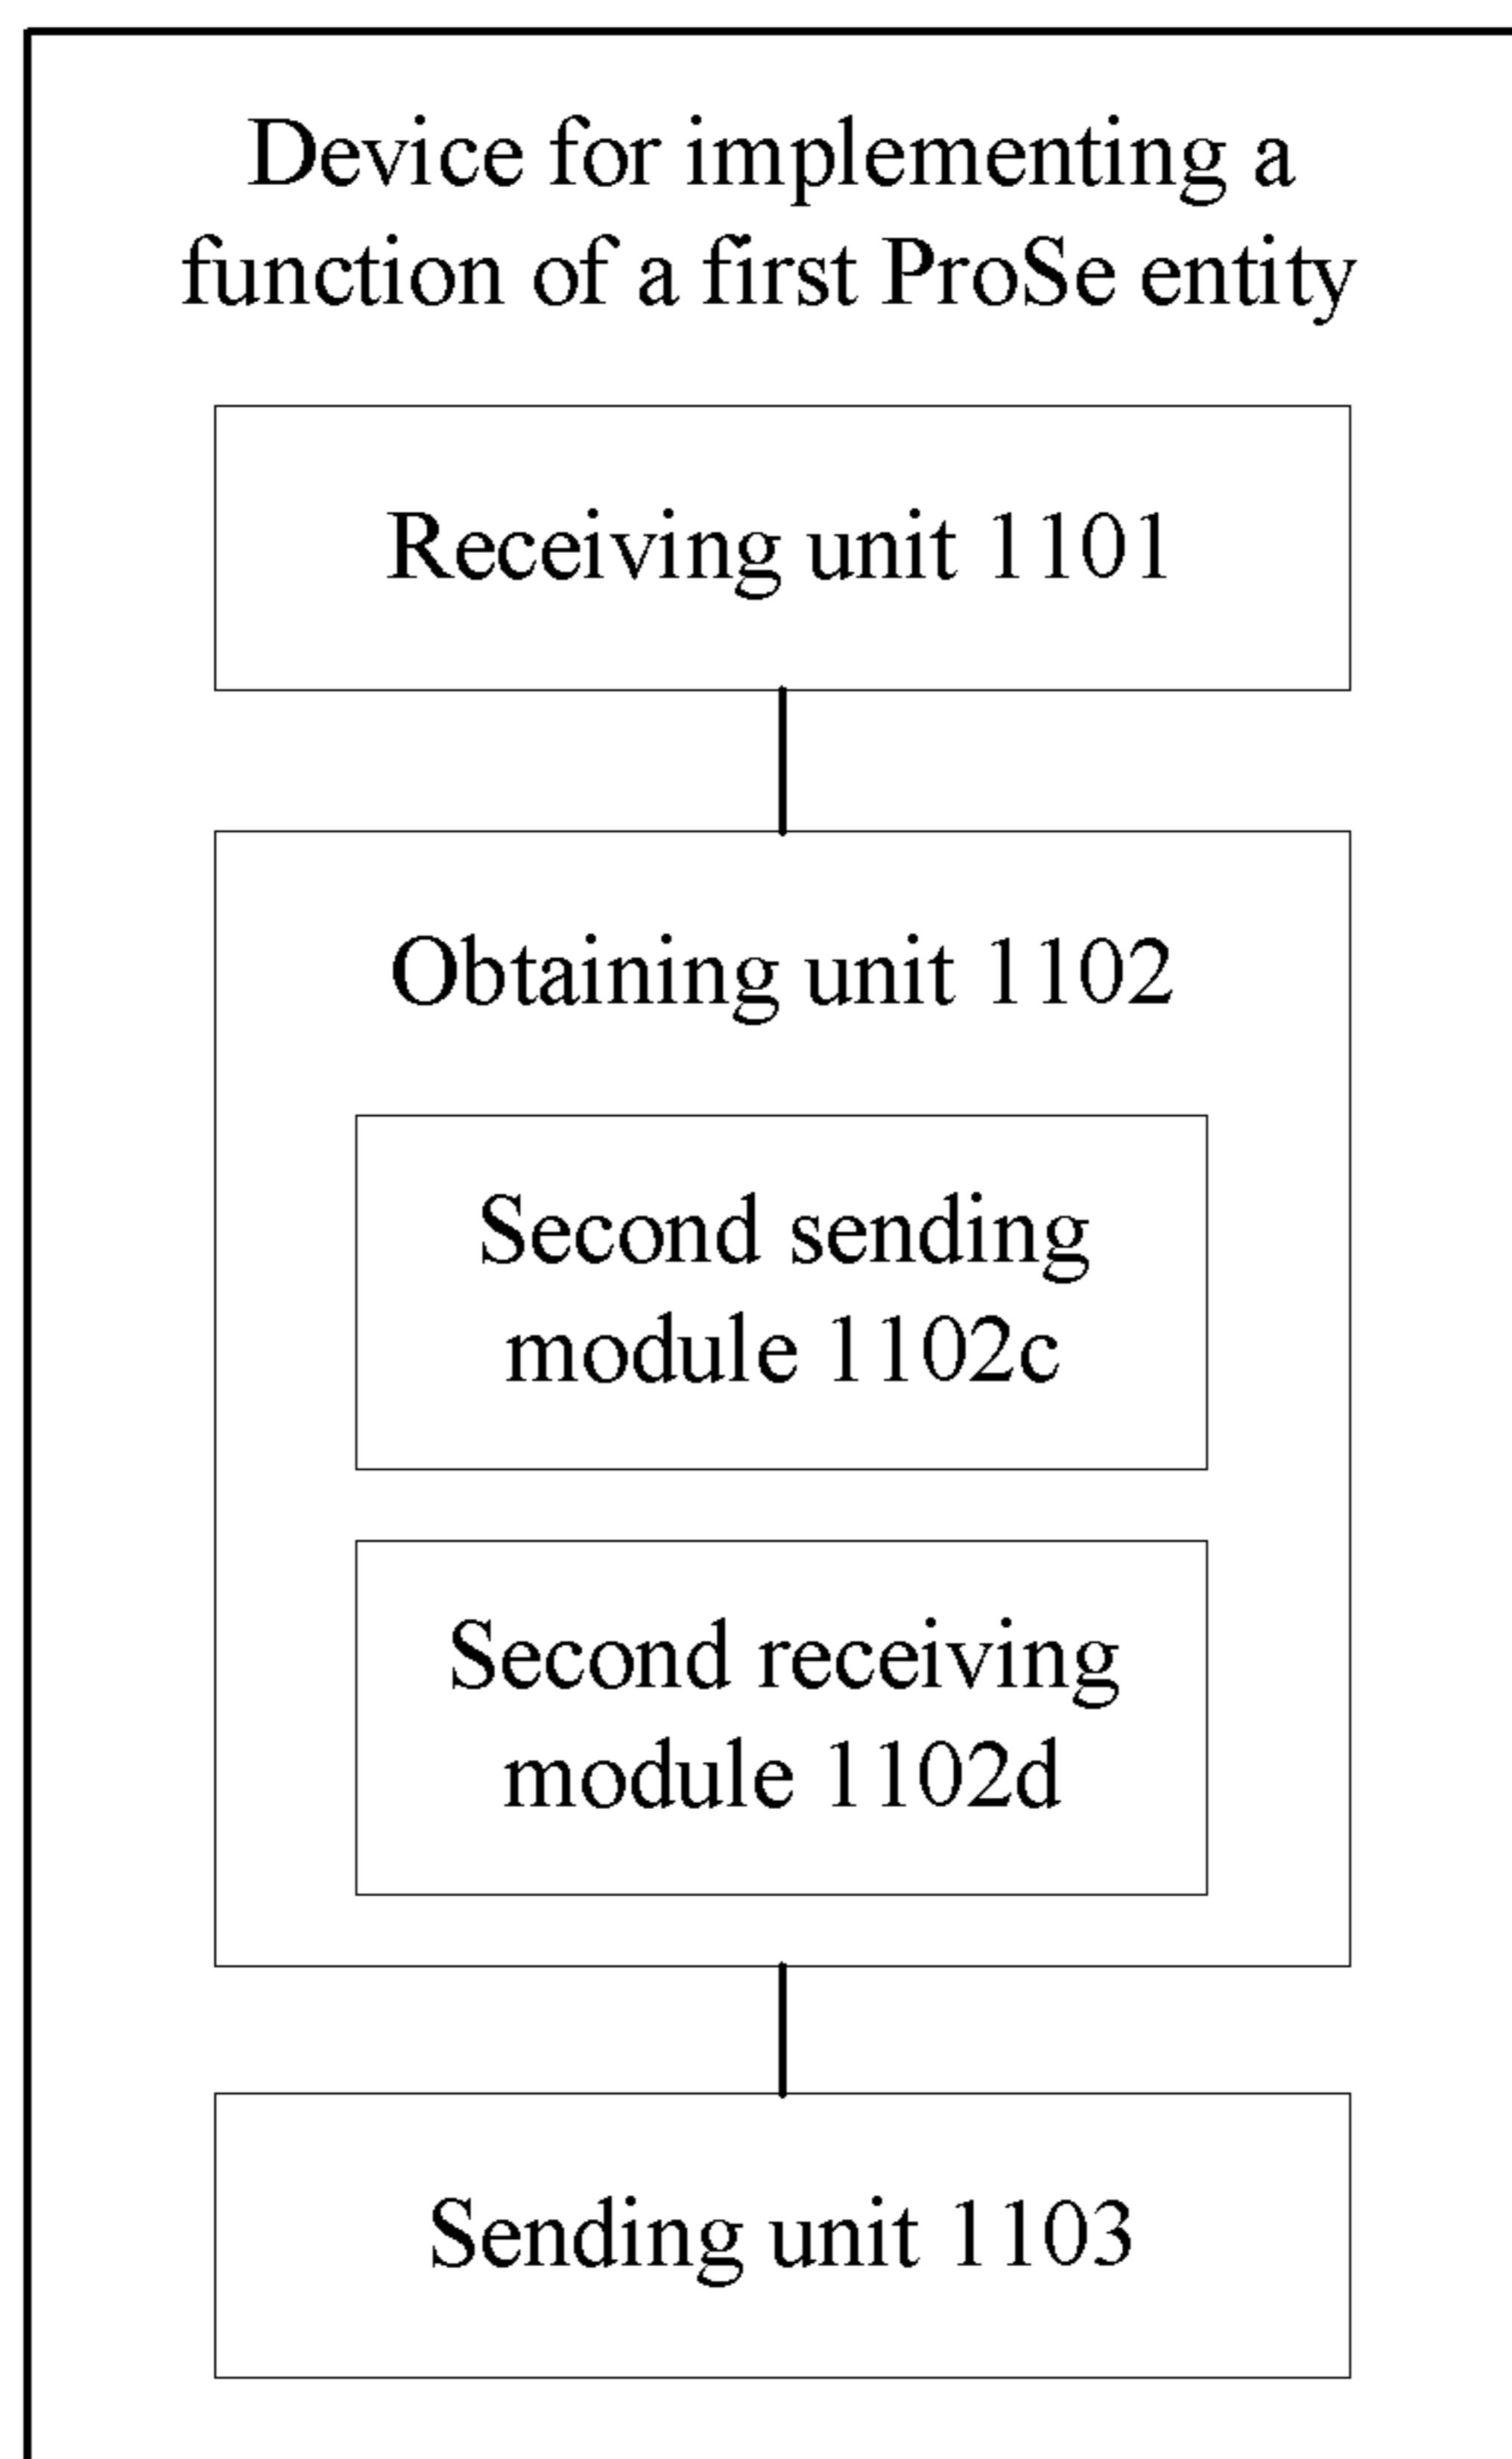 Device for implementing a
function of a first ProSe entity
Receiving unit 1101
Obtaining unit 1102
Second sending
module 1102c
Second receiving
module 1102d
Sending unit 1103